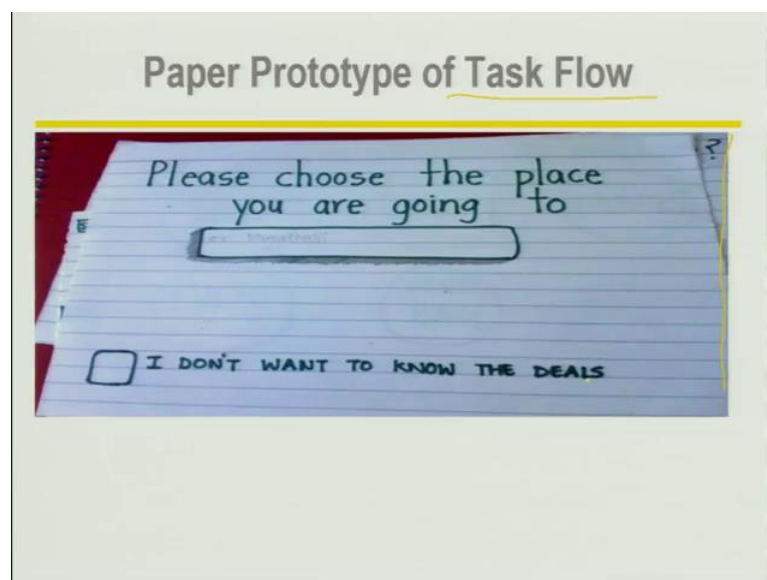 Paper Prototype of Task Flow
?
Please choose the place
you are going to
I DON'T WANT TO KNOW THE DEALS